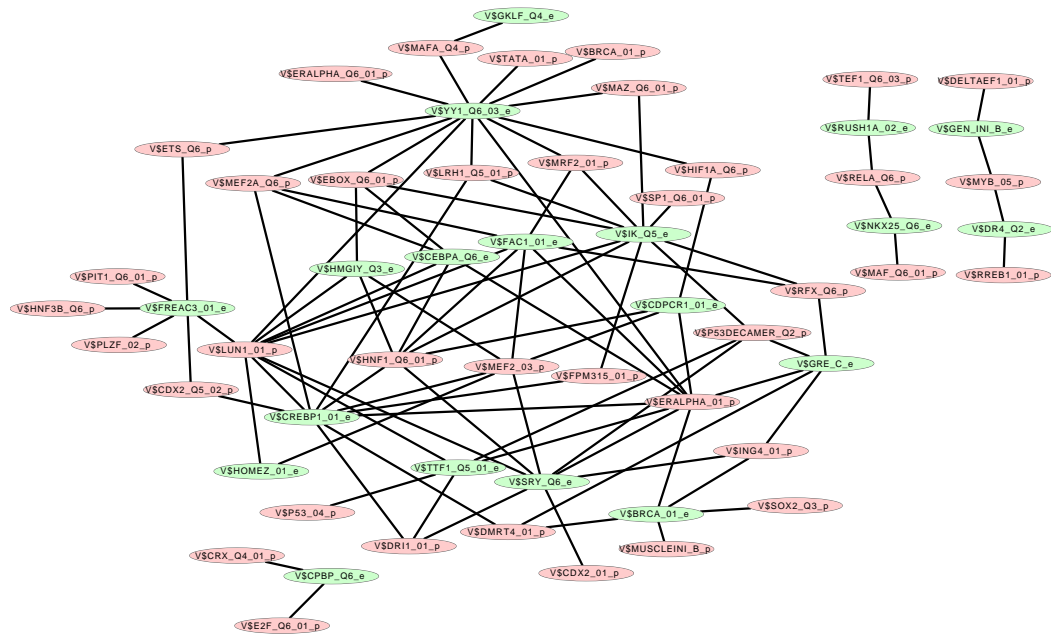 V$GKLF_Q4_e
V$MAFA_Q4_p
V$TATA_01_p
V$BRCA_01_p
V$ERALPHA_Q6_01_p
V$MAZ_Q6_01_p
V$TEF1_Q6_03_p
V$DELTAEF1_01_p
V$YY1_Q6_03_e
V$RUSH1A_02_e
V$GEN_INI_B_e
V$ETS_Q6_p
V$MEF2A_Q6_p
V$EBOX_Q6_01_p
V$LRH1_Q5_01_p
V$MRF2_01_p
V$HIF1A_Q6_p
V$RELA_Q6_p
V$MYB_05_p
V$SP1_Q6_01_p
V$NKX25_Q6_e
V$DR4_Q2_e
V$IK_Q5_e
V$FAC1_01_e
V$CEBPA_Q6_e
V$HMGIY_Q3_e
V$MAF_Q6_01_p
V$RREB1_01_p
V$PIT1_Q6_01_p
V$RFX_Q6_p
V$HNF3B_Q6_p
V$FREAC3_01_e
V$CDPCR1_01_e
V$P53DECAMER_Q2_p
V$PLZF_02_p
V$LUN1_01_p
V$HNF1_Q6_01_p
V$MEF2_03_p
V$FPM315_01_p
V$GRE_C_e
V$CDX2_Q5_02_p
V$CREBP1_01_e
V$ERALPHA_01_p
V$ING4_01_p
V$HOMEZ_01_e
V$TTF1_Q5_01_e
V$SRY_Q6_e
V$P53_04_p
V$BRCA_01_e
V$SOX2_Q3_p
V$DMRT4_01_p
V$DRI1_01_p
V$MUSCLEINI_B_p
V$CRX_Q4_01_p
V$CPBP_Q6_e
V$CDX2_01_p
V$E2F_Q6_01_p